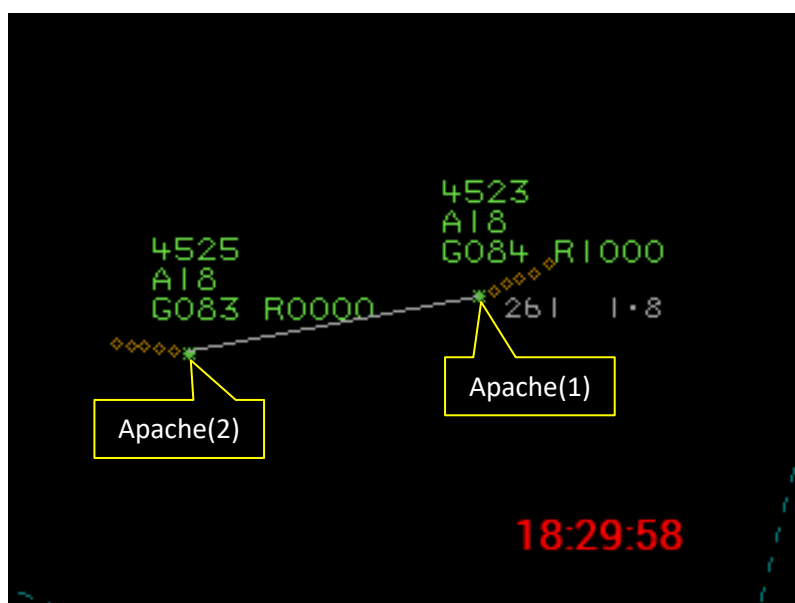 4523
A18
G084 R1000
4525
A18
G083 R0000
261 1.8
Apache(1)
Apache(2)
18:29:58